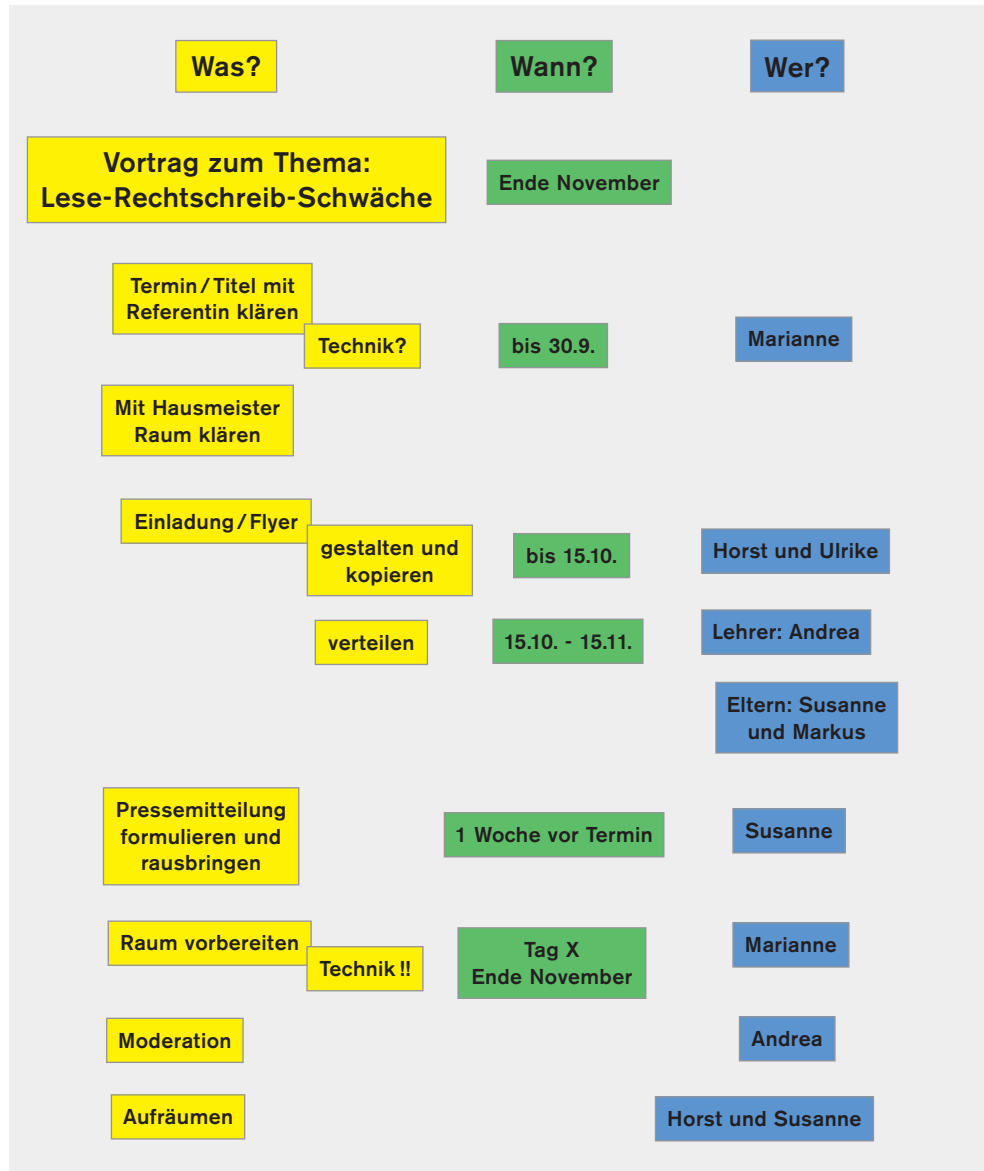 Was?
Wann?
Wer?
Vortrag zum Thema:
Lese-Rechtschreib-Schwäche
Ende November
Termin/Titel mit
Referentin klären
Technik?
bis 30.9.
Marianne
Mit Hausmeister
Raum klären
Einladung/Flyer
gestalten und
kopieren
bis 15.10.
Horst und Ulrike
verteilen
15.10. - 15.11.
Lehrer: Andrea
Eltern: Susanne
und Markus
Pressemitteilung
formulieren und
rausbringen
1 Woche vor Termin
Susanne
Raum vorbereiten
Technik!!
Tag X
Ende November
Marianne
Moderation
Andrea
Aufräumen
Horst und Susanne